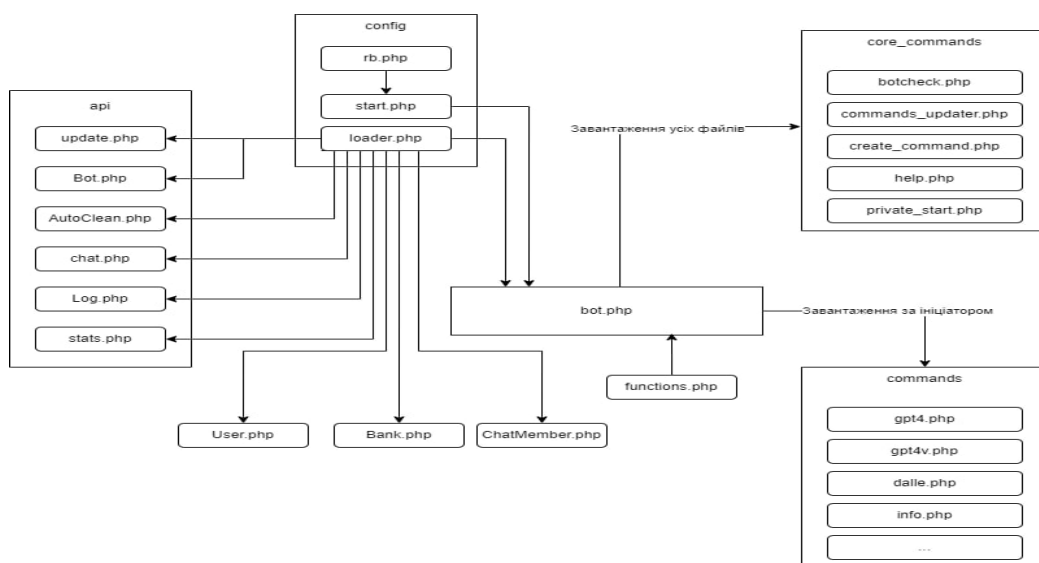 config
rb.php
start.php
loader.php
api
update.php
Bot.php
AutoClean.php
chat.php
Log.php
stats.php
User.php
Bank.php
ChatMember.php
bot.php
functions.php
Завантаження усіх файлів
core_commands
botcheck.php
commands_updater.php
create_command.php
help.php
private_start.php
Завантаження за ініціатором
commands
gpt4.php
gpt4v.php
dalle.php
info.php
...